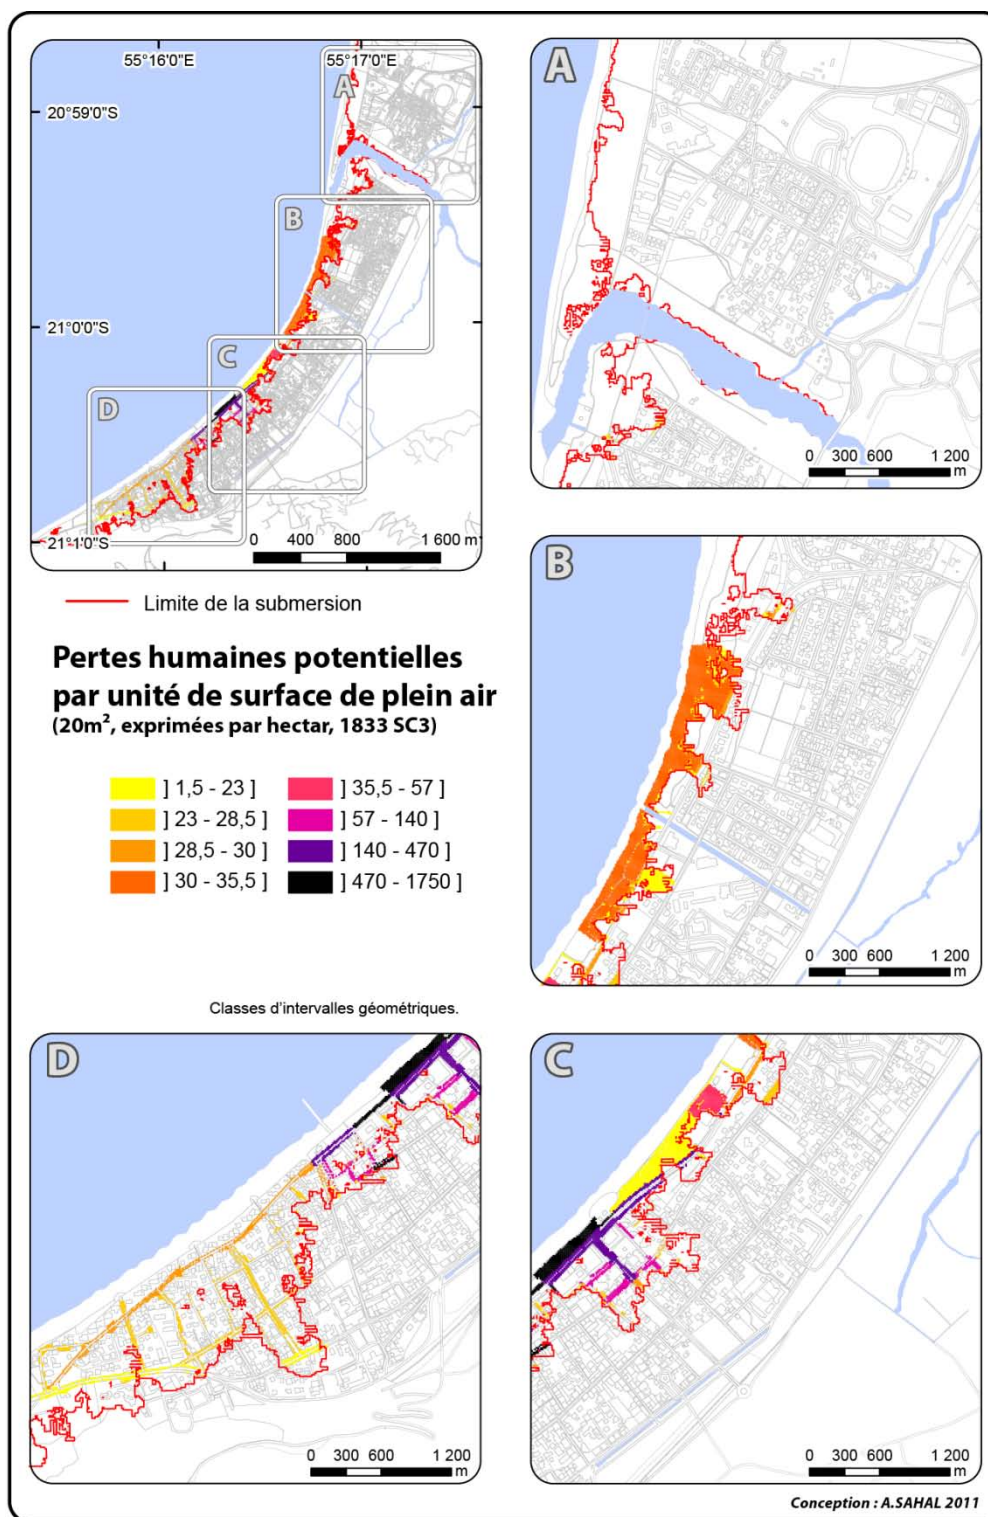 55°16'0"E
55°17'0"E
A
20°59'0"S
B
21°0'0"S
C
D
21°1'0"S
0 400 800 1 600 m
A
0 300 600 1 200
m
Limite de la submersion
B
Pertes humaines potentielles
par unité de surface de plein air
(20m², exprimées par hectar, 1833 SC3)
] 1,5 - 23 ]
] 35,5 - 57 ]
] 23 - 28,5 ]
] 57 - 140 ]
] 28,5 - 30 ]
] 140 - 470 ]
] 30 - 35,5 ]
] 470 - 1750 ]
0 300 600 1 200
m
Classes d'intervalles géométriques.
D
C
0 300 600 1 200
m
0 300 600 1 200
m
Conception : A.SAHAL 2011